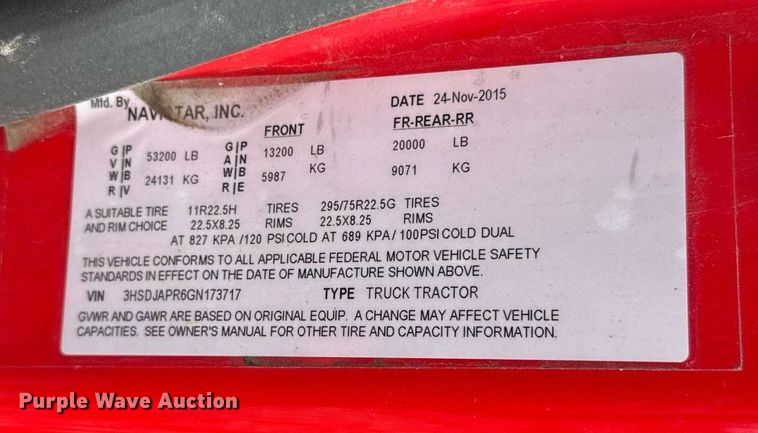 Mfd. By NAVISTAR, INC. DATE 24-Nov-2015
FRONT FR-REAR-RR
G|P 53200 LB G|P 13200 LB 20000 LB
V|N A|N
W|B 24131 KG W|B 5987 KG 9071 KG
R|V R|E
A SUITABLE TIRE 11R22.5H TIRES 295/75R22.5G TIRES
AND RIM CHOICE 22.5X8.25 RIMS 22.5X8.25 RIMS
AT 827 KPA /120 PSI COLD AT 689 KPA/ 100PSI COLD DUAL
THIS VEHICLE CONFORMS TO ALL APPLICABLE FEDERAL MOTOR VEHICLE SAFETY
STANDARDS IN EFFECT ON THE DATE OF MANUFACTURE SHOWN ABOVE.
VIN 3HSDJAPR6GN173717 TYPE TRUCK TRACTOR
GVWR AND GAWR ARE BASED ON ORIGINAL EQUIP. A CHANGE MAY AFFECT VEHICLE
CAPACITIES. SEE OWNER'S MANUAL FOR OTHER TIRE AND CAPACITY INFORMATION.
Purple Wave Auction